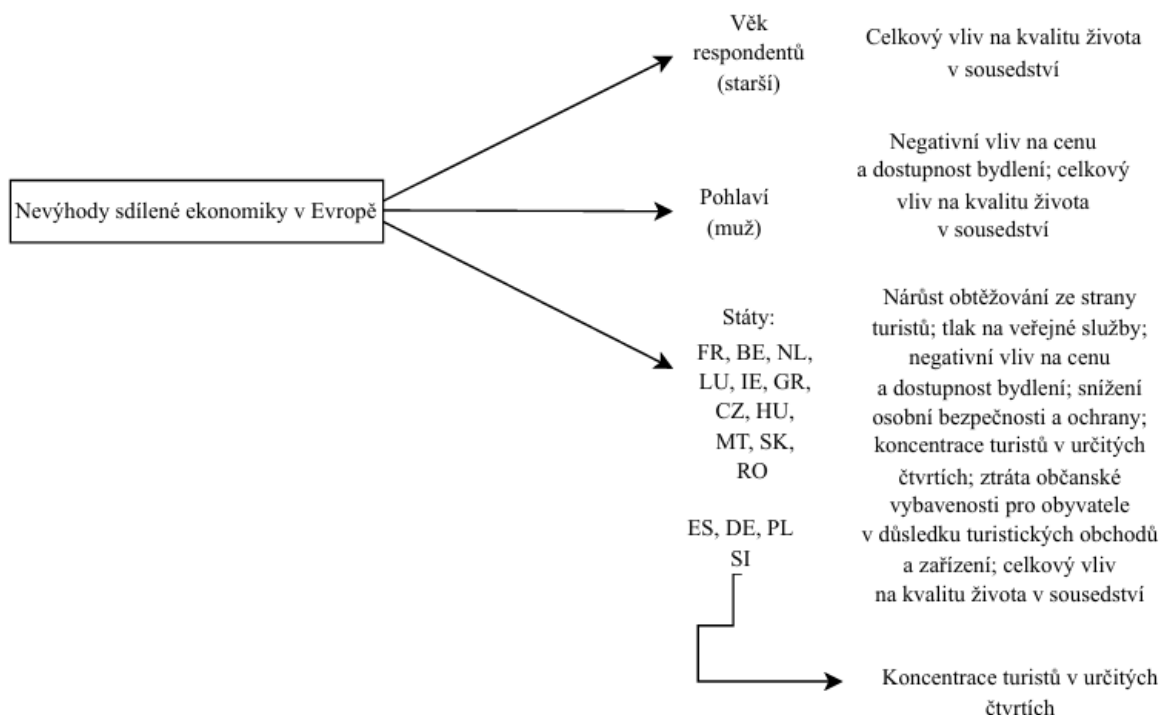 Nevýhody sdílené ekonomiky v Evropě
Věk
respondentů
(starší)
Celkový vliv na kvalitu života
v sousedství
Pohlaví
(muž)
Negativní vliv na cenu
a dostupnost bydlení; celkový
vliv na kvalitu života
v sousedství
Státy:
FR, BE, NL,
LU, IE, GR,
CZ, HU,
MT, SK,
RO
ES, DE, PL
SI
Nárůst obtěžování ze strany
turistů; tlak na veřejné služby;
negativní vliv na cenu
a dostupnost bydlení; snížení
osobní bezpečnosti a ochrany;
koncentrace turistů v určitých
čtvrtích; ztráta občanské
vybavenosti pro obyvatele
v důsledku turistických obchodů
a zařízení; celkový vliv
na kvalitu života v sousedství
Koncentrace turistů v určitých
čtvrtích